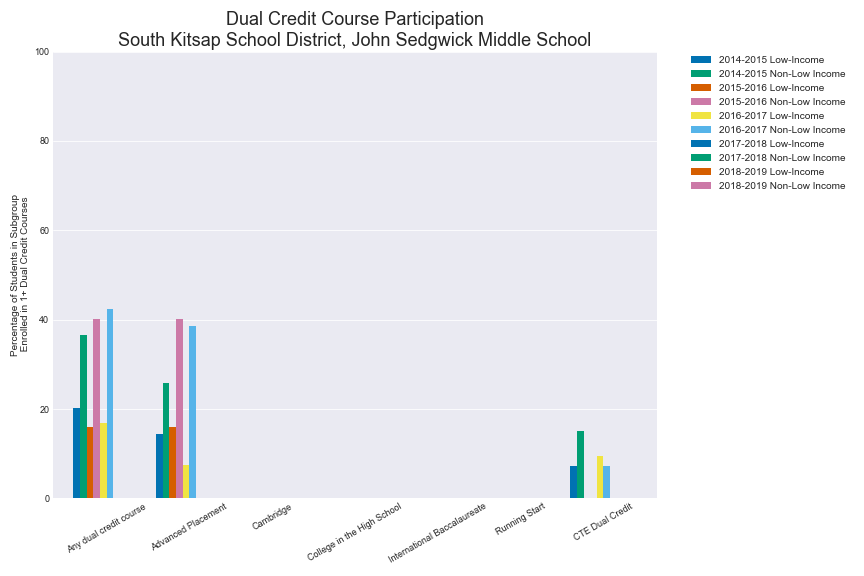 Dual Credit Course Participation
South Kitsap School District, John Sedgwick Middle School
Percentage of Students in Subgroup
Enrolled in 1+ Dual Credit Courses
100
80
60
40
20
0
Any dual credit course
Advanced Placement
Cambridge
College in the High School
International Baccalaureate
Running Start
CTE Dual Credit
2014-2015 Low-Income
2014-2015 Non-Low Income
2015-2016 Low-Income
2015-2016 Non-Low Income
2016-2017 Low-Income
2016-2017 Non-Low Income
2017-2018 Low-Income
2017-2018 Non-Low Income
2018-2019 Low-Income
2018-2019 Non-Low Income